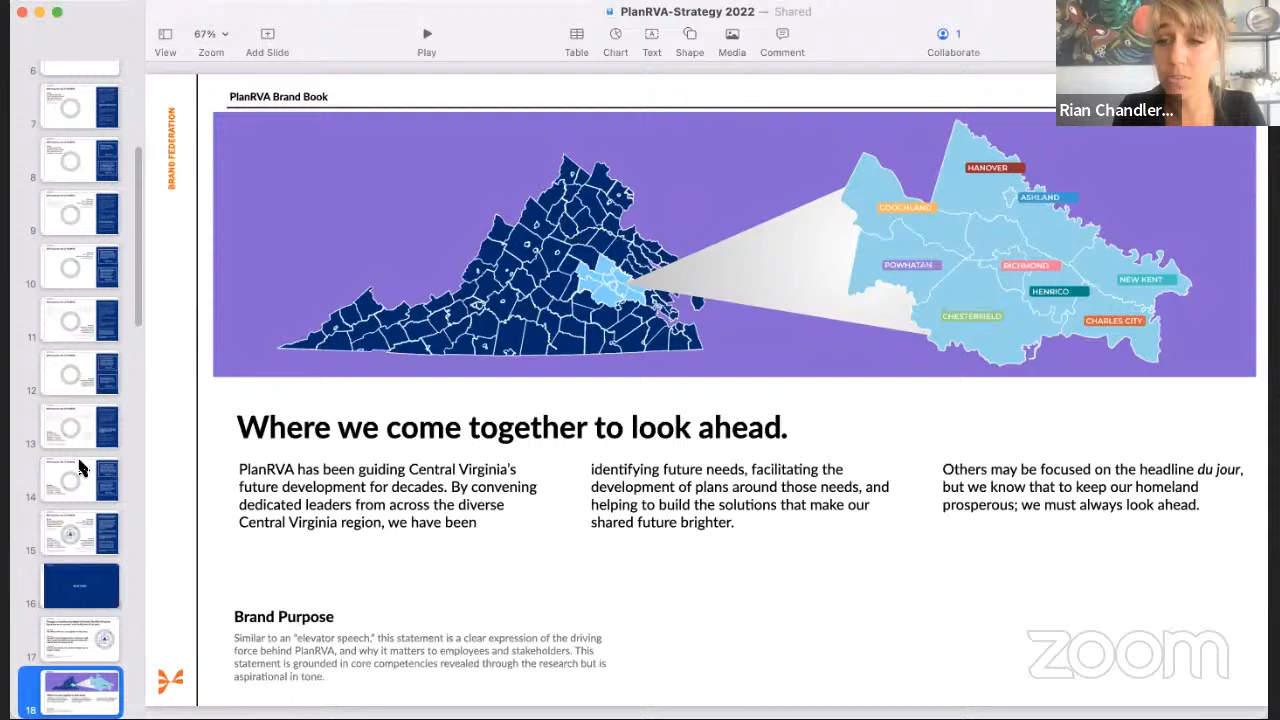 PlanRVA-Strategy 2022 — Shared
67%
1
View
Zoom
Add Slide
Play
Table
Chart
Text
Shape
Media
Comment
Collaborate
Rian Chandler...
6
7
8
9
10
11
12
13
14
15
16
17
18
PlanRVA Brand Book
BRAND FEDERATION
HANOVER
ASHLAND
GOOCHLAND
POWHATAN
RICHMOND
NEW KENT
HENRICO
CHESTERFIELD
CHARLES CITY
Where we come together to look ahead.
PlanRVA has been guiding Central Virginia's
future development for decades. By convening
dedicated leaders from across the diverse
Central Virginia region, we have been
identifying future needs, facilitating the
development of plans around the needs, and
helping to build the solutions that make our
shared future brighter.
Others may be focused on the headline du jour,
but we know that to keep our homeland
prosperous; we must always look ahead.
Brand Purpose
to an "elevator speech," this statement is a clear
of the driving
behind PlanRVA, and why it matters to employees and stakeholders. This
statement is grounded in core competencies revealed through the research but is
aspirational in tone.
zoom